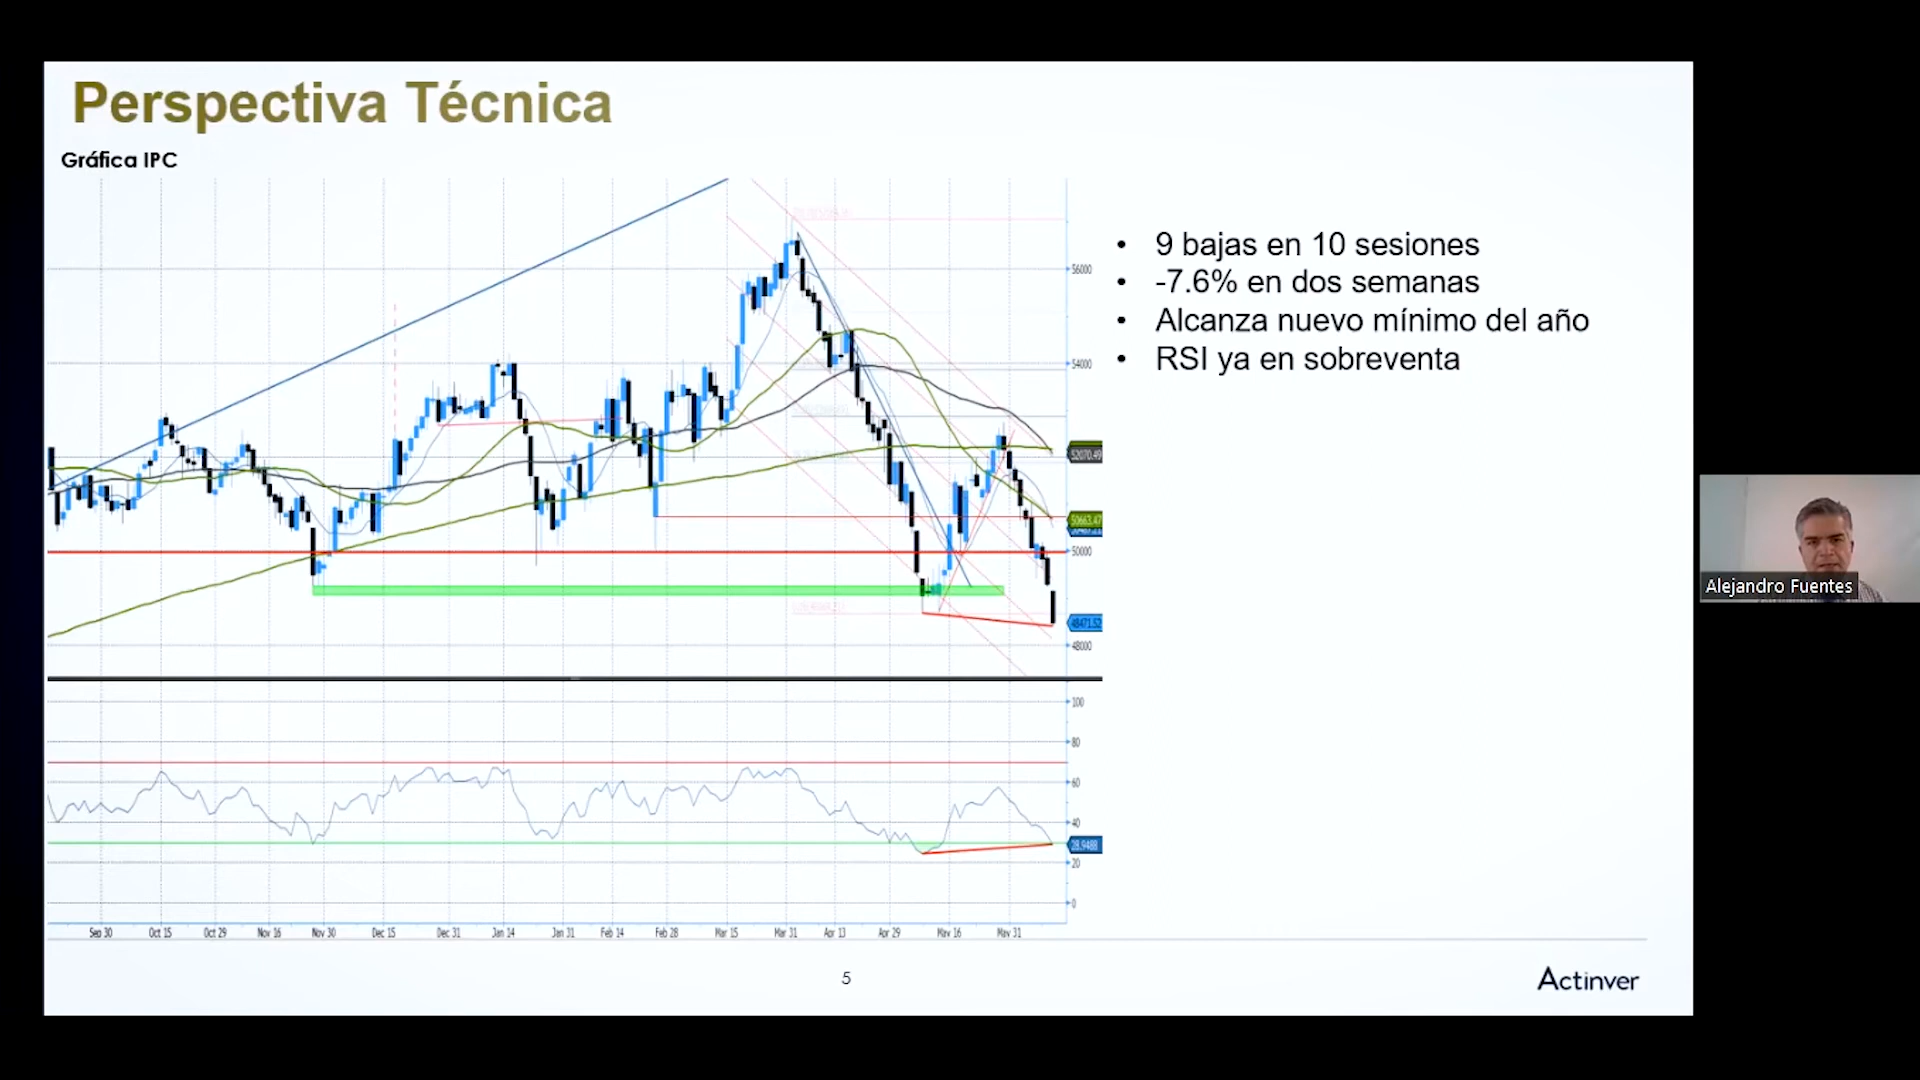 Perspectiva Técnica
Gráfica IPC
• 9 bajas en 10 sesiones
• -7.6% en dos semanas
• Alcanza nuevo mínimo del año
• RSI ya en sobreventa
56000
54000
52070.49
50663.47
50000
48471.52
48000
100
80
60
40
28.9488
20
0
Sep 30 Oct 15 Oct 29 Nov 16 Nov 30 Dec 15 Dec 31 Jan 14 Jan 31 Feb 14 Feb 28 Mar 15 Mar 31 Apr 13 Apr 29 May 16 May 31
5
Actinver
Alejandro Fuentes